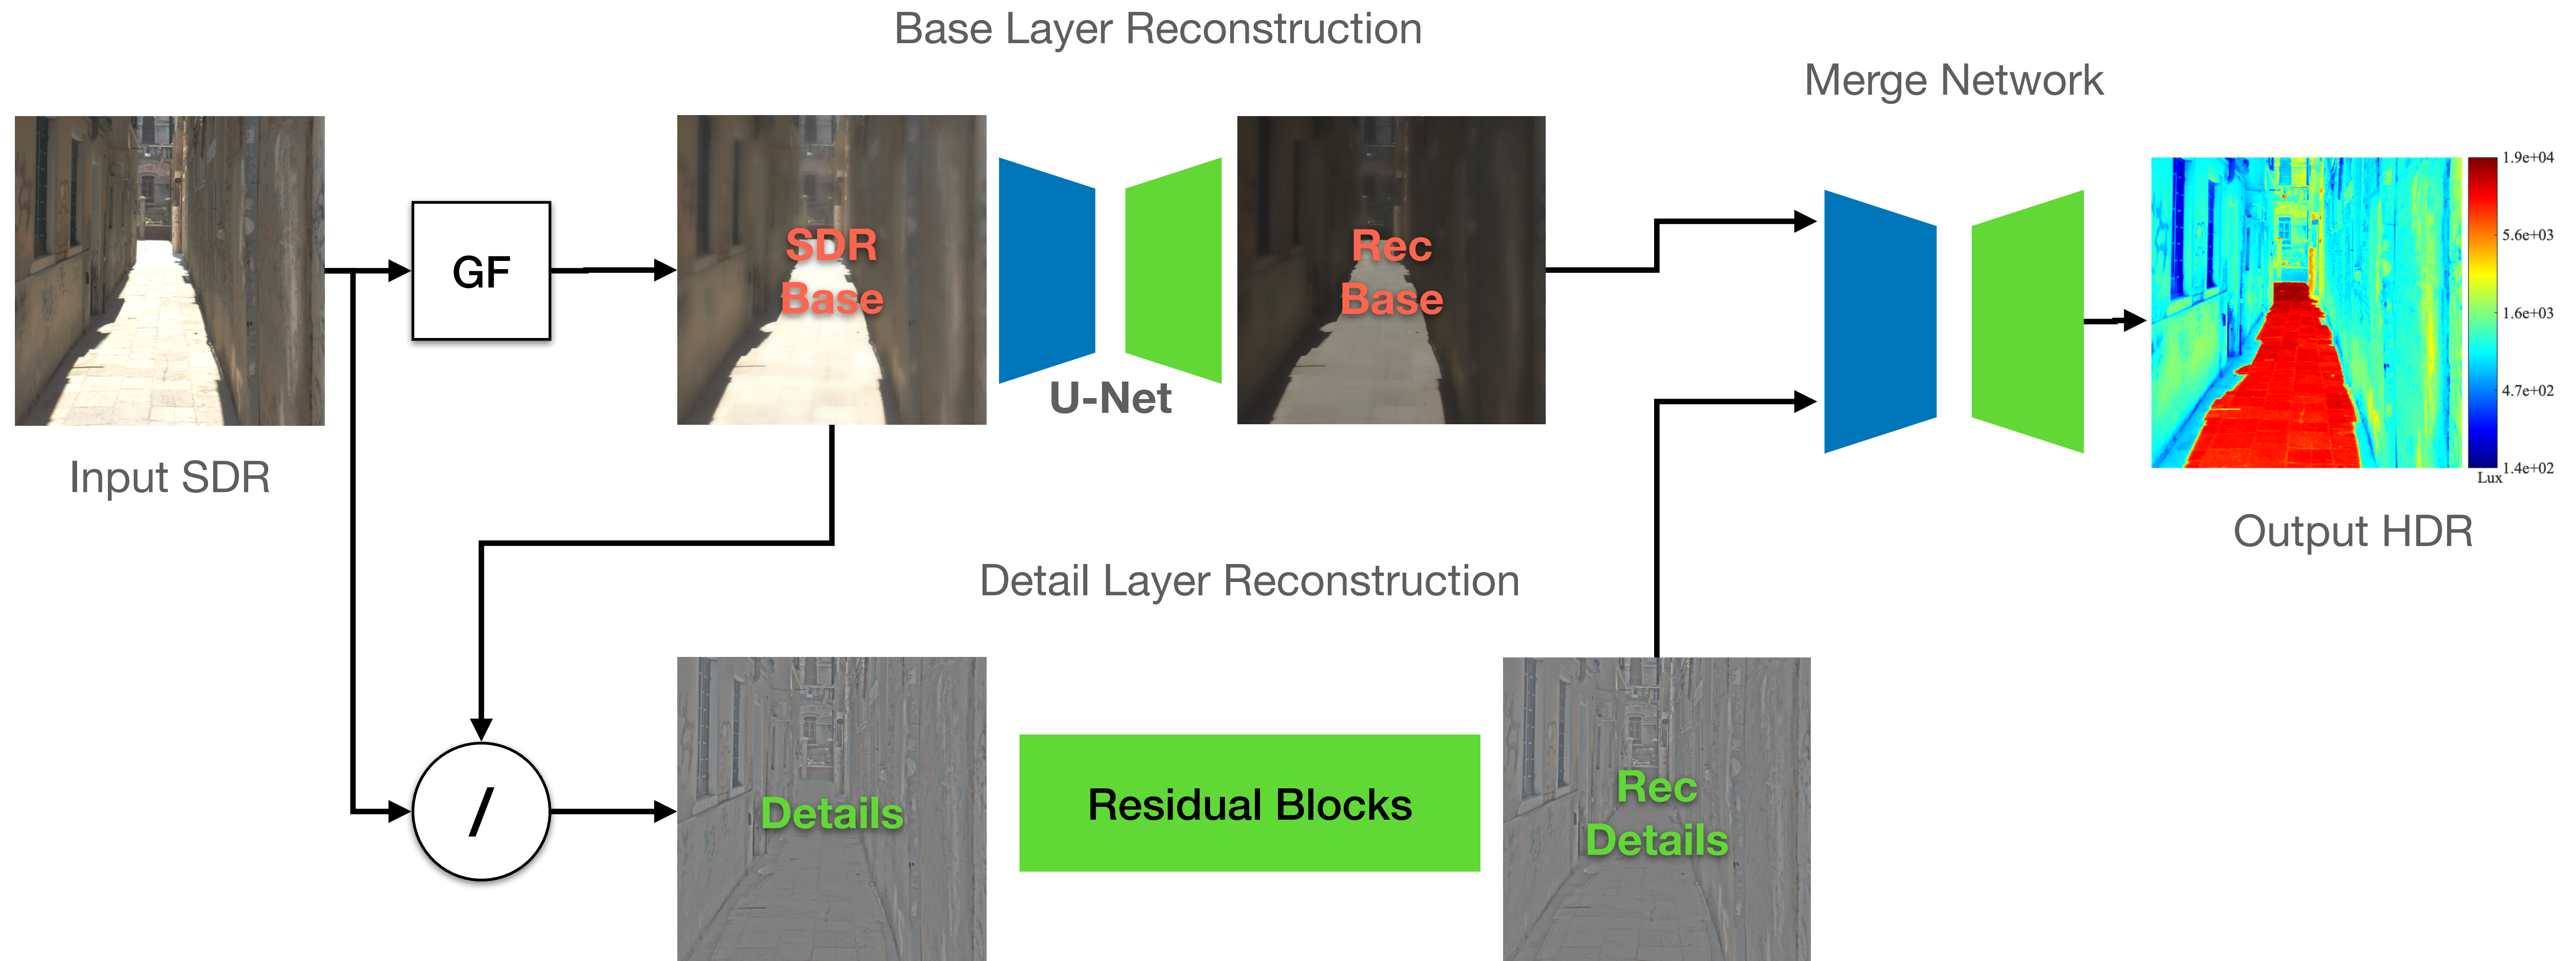 Base Layer Reconstruction
Merge Network
GF
SDR
Base
Rec
Base
U-Net
Input SDR
1.9e+04
5.6e+03
1.6e+03
4.7e+02
1.4e+02
Lux
Output HDR
Detail Layer Reconstruction
/
Details
Residual Blocks
Rec
Details